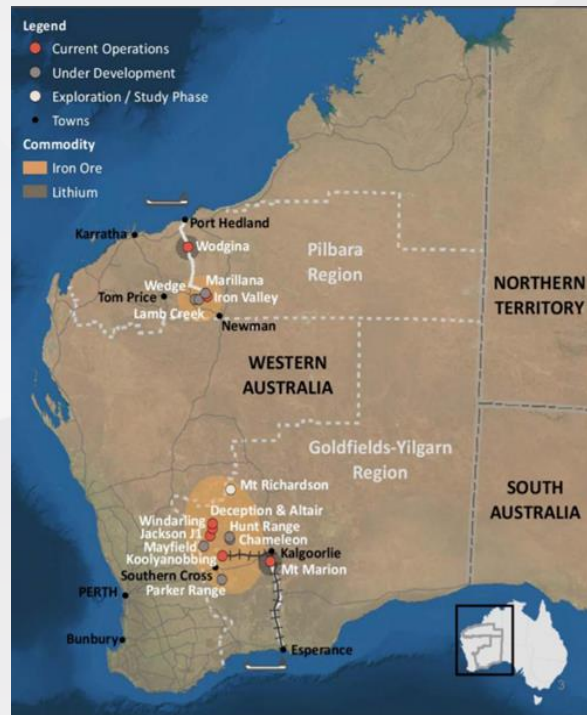 Legend
Current Operations
Under Development
Exploration / Study Phase
Towns
Commodity
Iron Ore
Lithium
Port Hedland
Karratha
Wodgina
Pilbara
Region
Wedge
Marillana
Tom Price
Iron Valley
Lamb Creek
Newman
NORTHERN
TERRITORY
WESTERN
AUSTRALIA
Goldfields-Yilgarn
Region
Mt Richardson
SOUTH
AUSTRALIA
Deception & Altair
Windarling
Hunt Range
Jackson J1
Chameleon
Mayfield
Koolyanobbing
Kalgoorlie
Mt Marion
Southern Cross
Parker Range
PERTH
Bunbury
Esperance
3